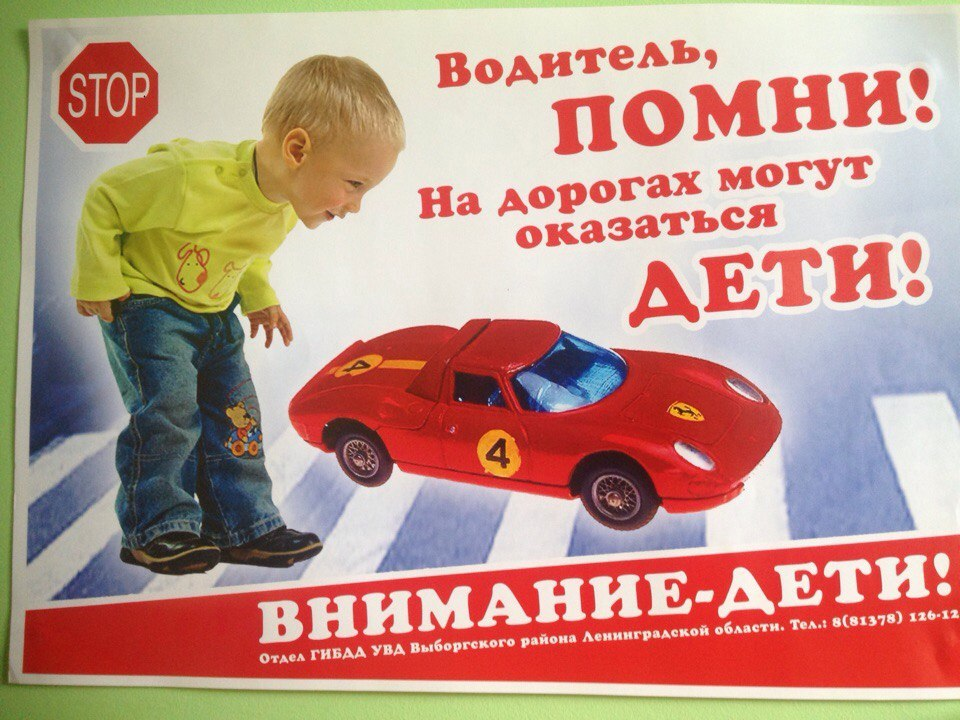 STOP
Водитель,
ПОМНИ!
На дорогах могут
оказаться
ДЕТИ!
4
4
ВНИМАНИЕ-ДЕТИ!
Отдел ГИБДД УВД Выборгского района Ленинградской области. Тел.: 8(81378) 126-12